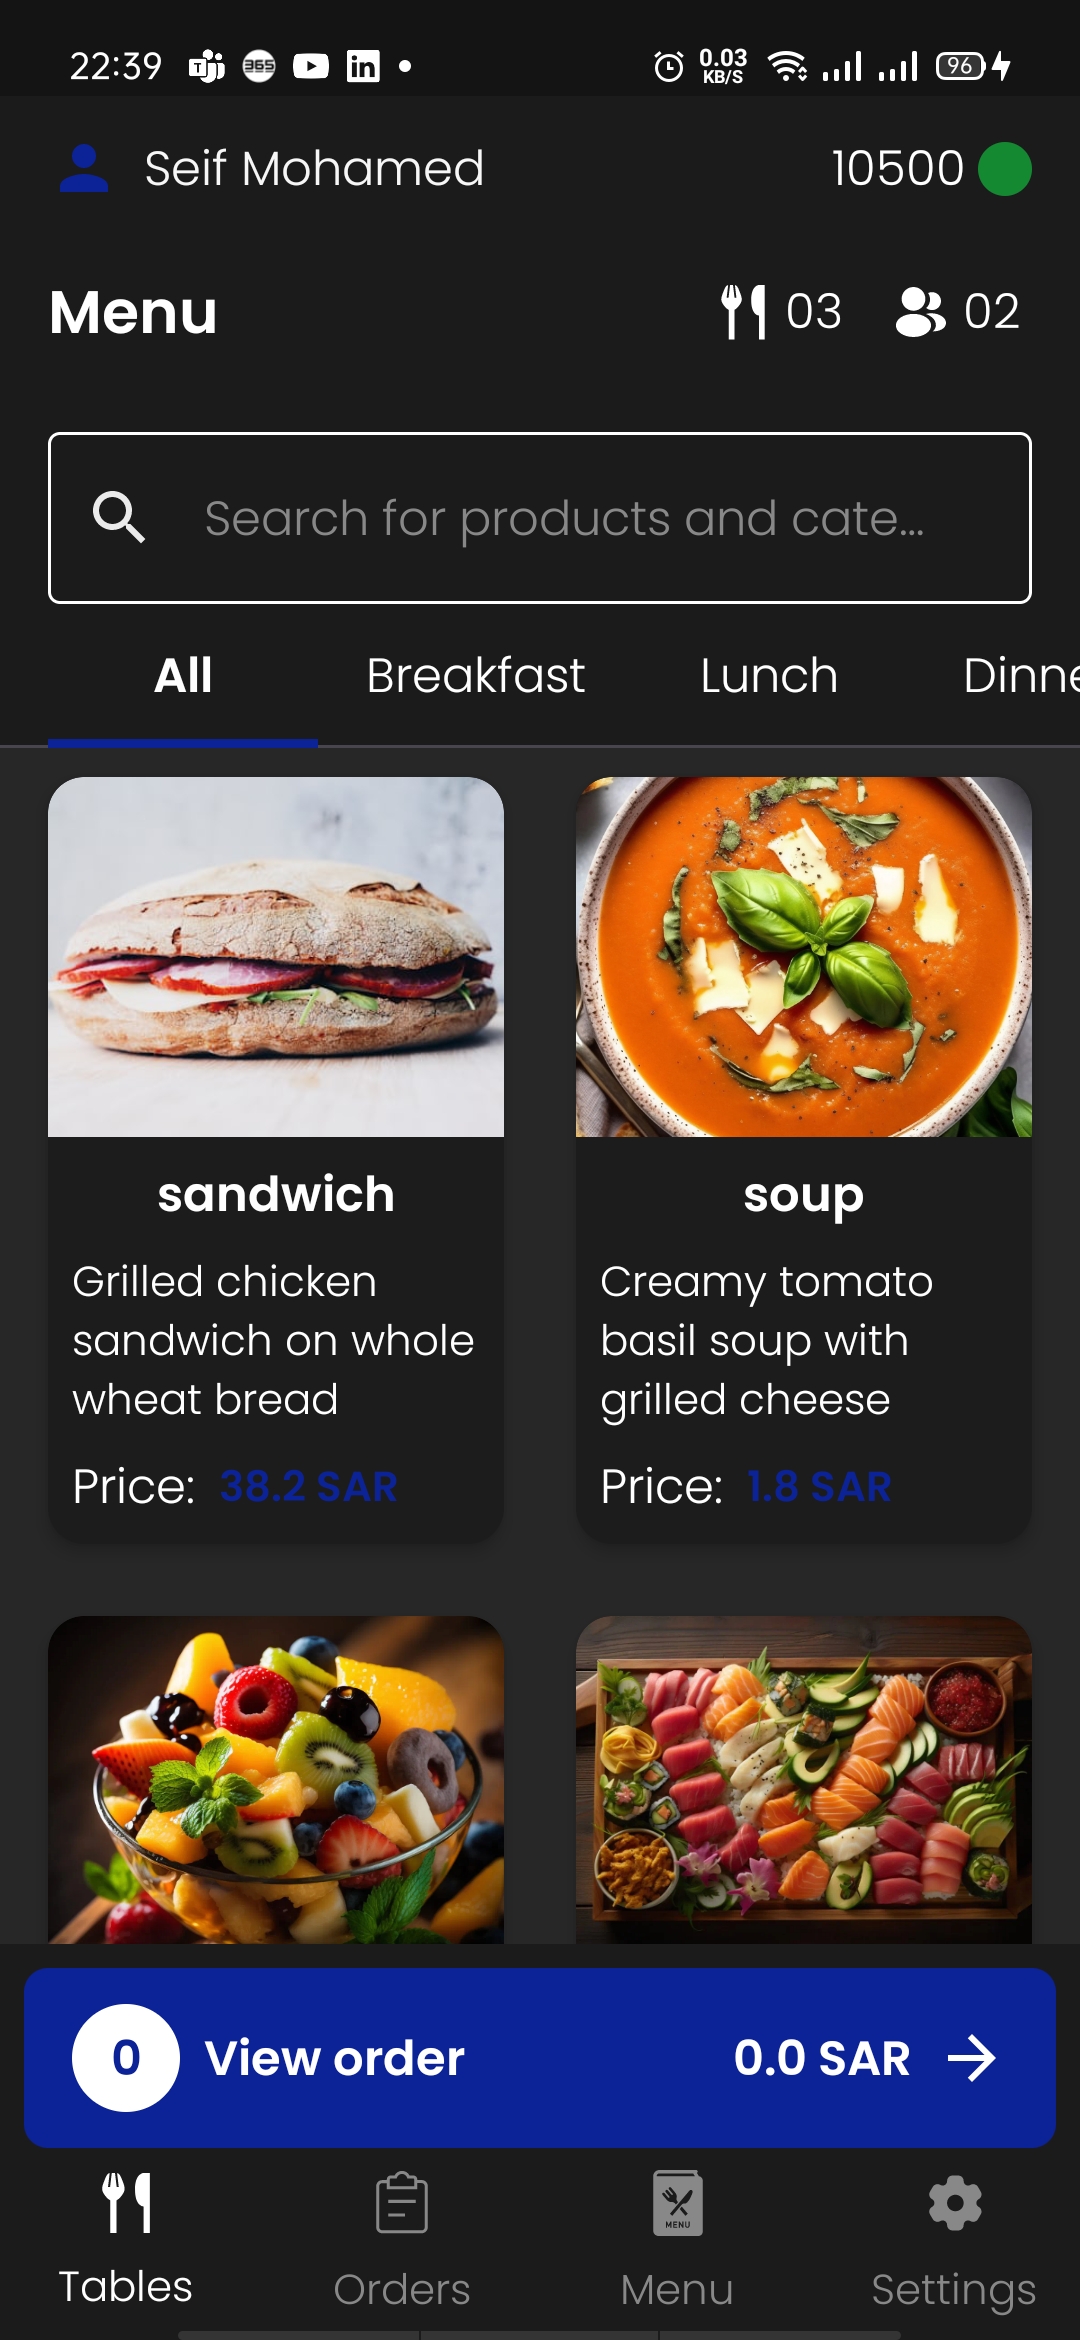 22:39 T 365 in 0.03 KB/S 96
Seif Mohamed 10500
Menu 03 02
Search for products and cate...
All Breakfast Lunch Dinne
sandwich
Grilled chicken
sandwich on whole
wheat bread
Price: 38.2 SAR
soup
Creamy tomato
basil soup with
grilled cheese
Price: 1.8 SAR
0 View order 0.0 SAR
MENU
Tables Orders Menu Settings